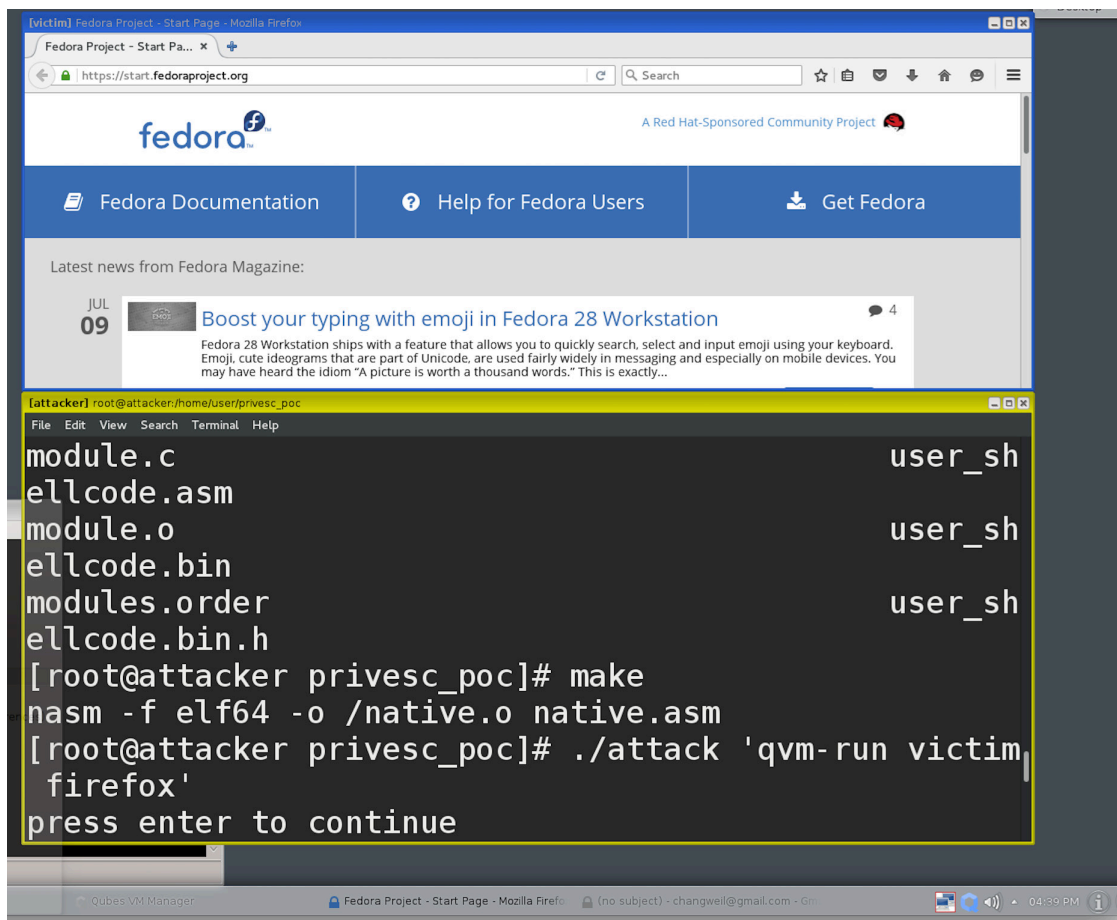 Desktop
[victim] Fedora Project - Start Page - Mozilla Firefox
Fedora Project - Start Pa...
https://start.fedoraproject.org
Search
fedora
A Red Hat-Sponsored Community Project
Fedora Documentation
Help for Fedora Users
Get Fedora
Latest news from Fedora Magazine:
JUL
09
Boost your typing with emoji in Fedora 28 Workstation
4
Fedora 28 Workstation ships with a feature that allows you to quickly search, select and input emoji using your keyboard.
Emoji, cute ideograms that are part of Unicode, are used fairly widely in messaging and especially on mobile devices. You
may have heard the idiom “A picture is worth a thousand words.” This is exactly...
[attacker] root@attacker:/home/user/privesc_poc
File Edit View Search Terminal Help
module.c user_sh
ellcode.asm
module.o user_sh
ellcode.bin
modules.order user_sh
ellcode.bin.h
[root@attacker privesc_poc]# make
nasm -f elf64 -o /native.o native.asm
[root@attacker privesc_poc]# ./attack 'qvm-run victim
firefox'
press enter to continue
Qubes VM Manager
Fedora Project - Start Page - Mozilla Firefo
(no subject) - changweil@gmail.com - Gm
04:39 PM